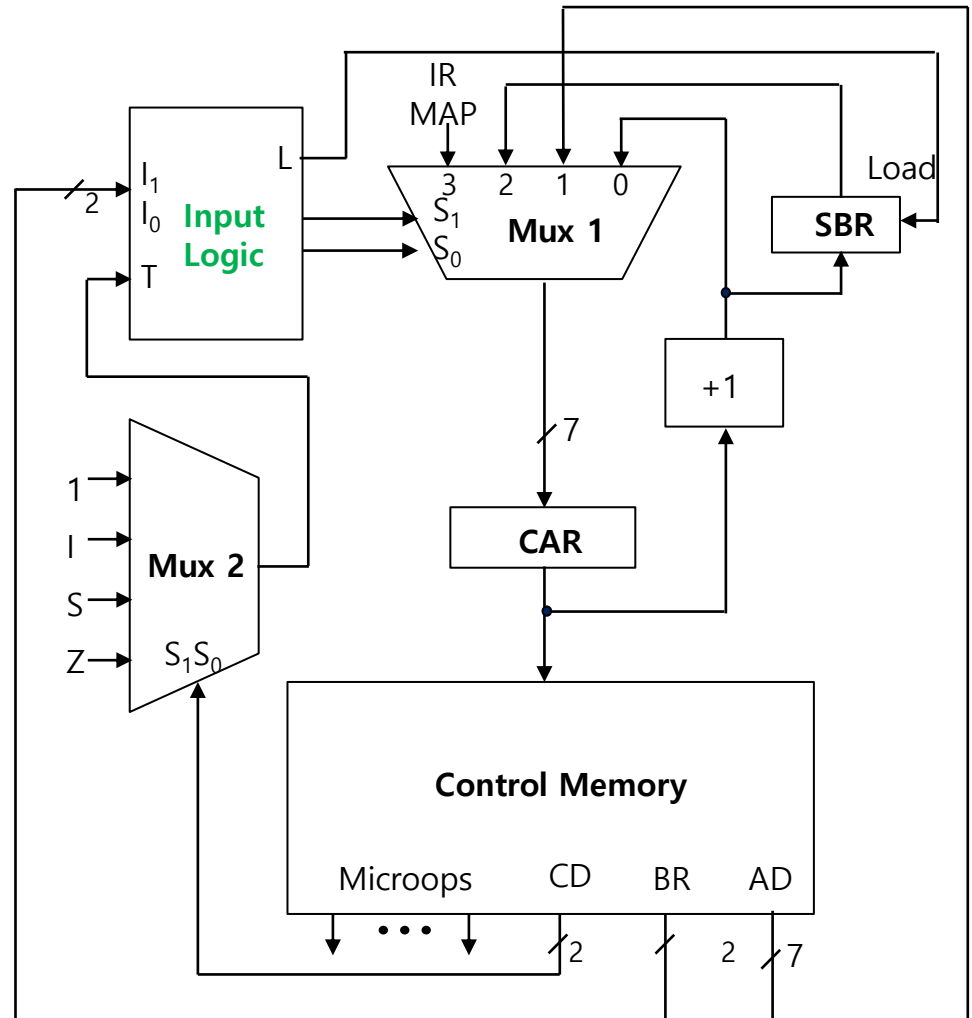 IR
MAP
L
I1
I0
2
Input
Logic
T
3 2 1 0
S1
S0
Mux 1
Load
SBR
+1
7
CAR
1
I
S
Z
Mux 2
S1S0
Control Memory
Microops CD BR AD
2 2 7